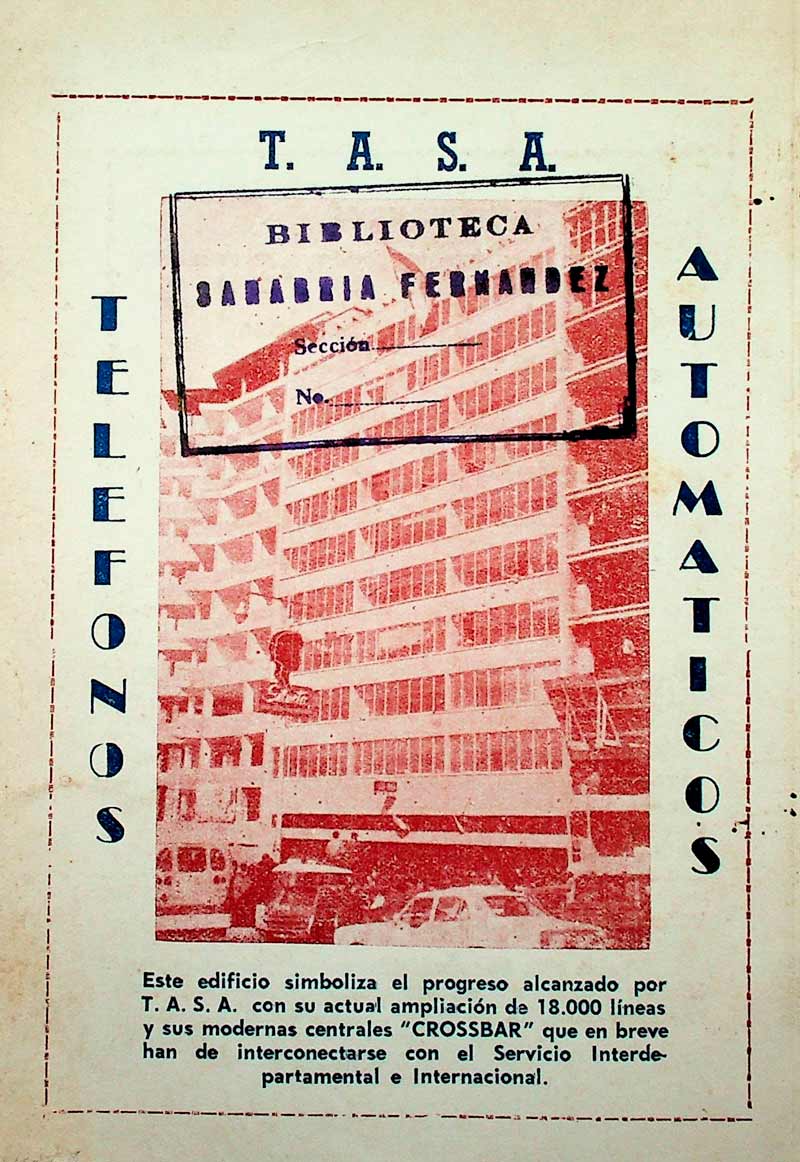 T. A. S. A.
BIBLIOTECA
SANABRIA FERNANDEZ
Sección
No.
TELEFONOS
AUTOMATICOS
Este edificio simboliza el progreso alcanzado por
T. A. S. A. con su actual ampliación de 18.000 líneas
y sus modernas centrales "CROSSBAR" que en breve
han de interconectarse con el Servicio Interde-
partamental e Internacional.